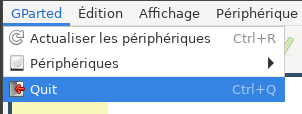 GParted Édition Affichage Périphérique
Actualiser les périphériques Ctrl+R
Périphériques
Quit Ctrl+Q